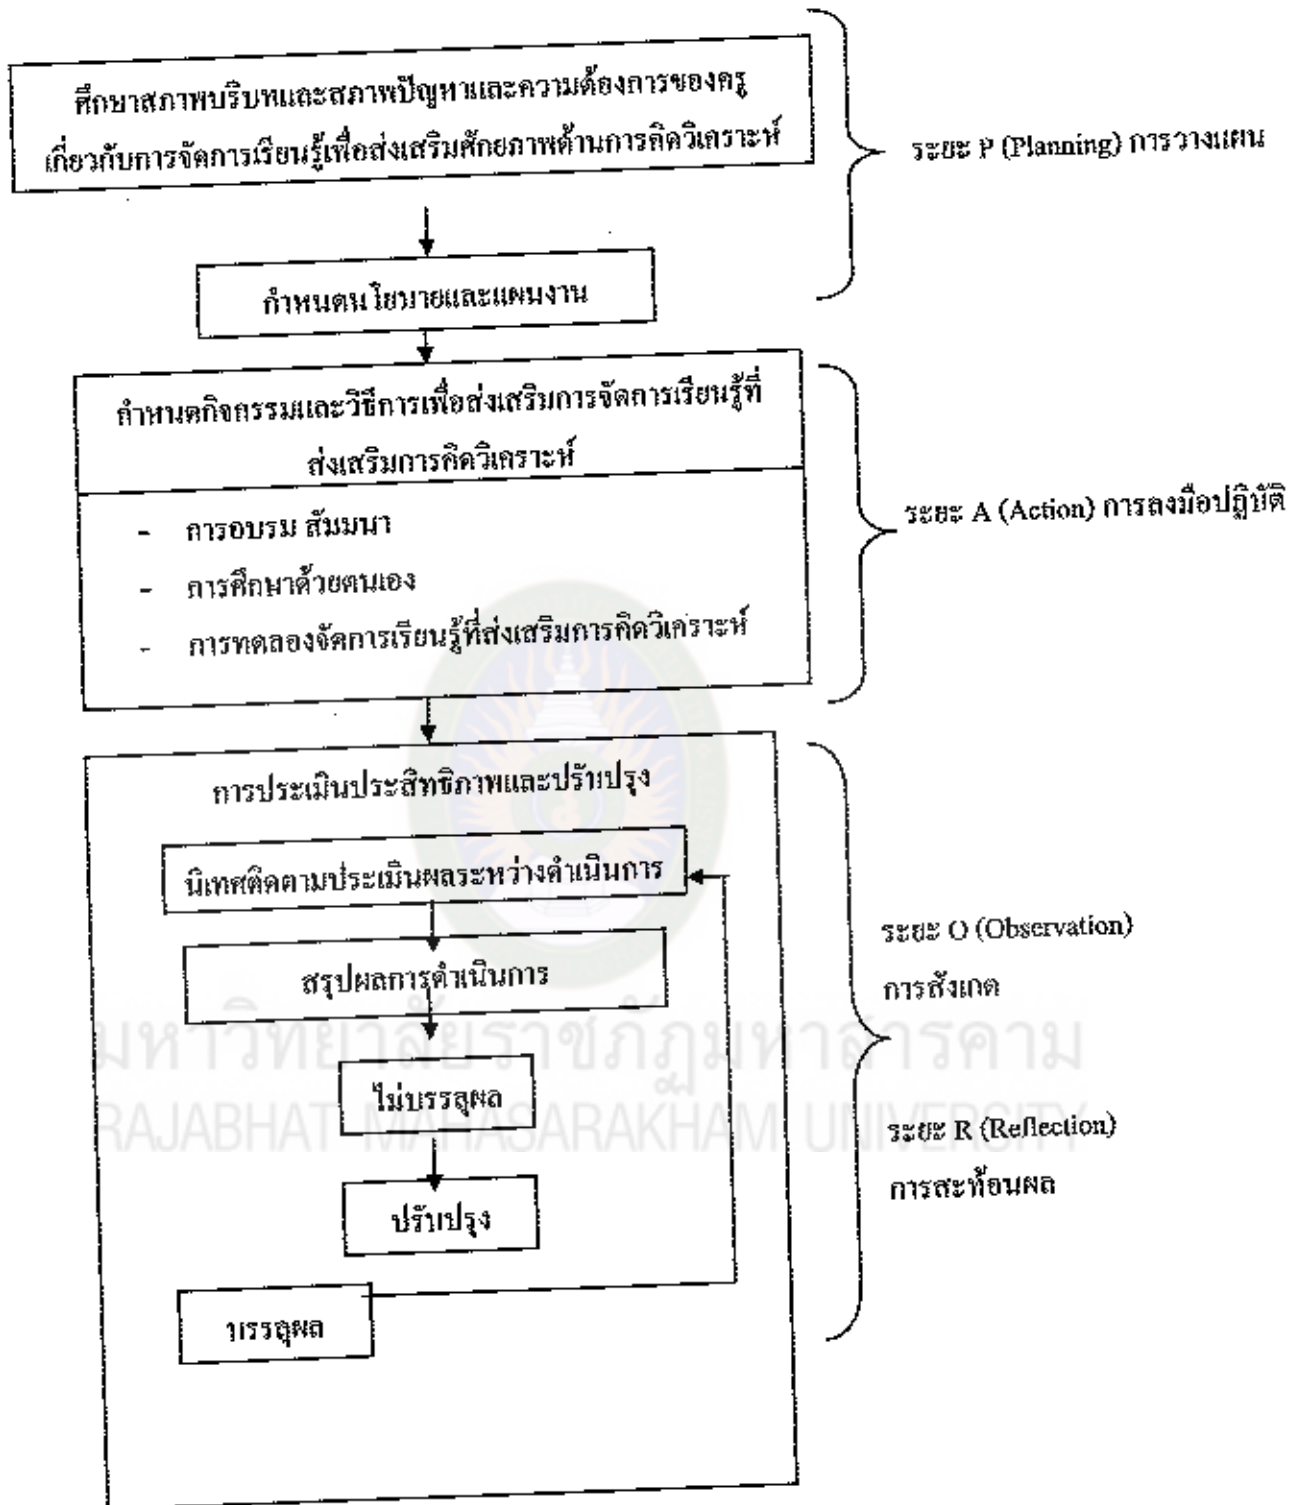 ศึกษาสภาพบริบทและสภาพปัญหาและความต้องการของครู
เกี่ยวกับการจัดการเรียนรู้เพื่อส่งเสริมศักยภาพด้านการคิดวิเคราะห์
ระยะ P (Planning) การวางแผน
กำหนดนโยบายและแผนงาน
กำหนดกิจกรรมและวิธีการเพื่อส่งเสริมการจัดการเรียนรู้ที่
ส่งเสริมการคิดวิเคราะห์
- การอบรม สัมมนา
- การศึกษาด้วยตนเอง
- การทดลองจัดการเรียนรู้ที่ส่งเสริมการคิดวิเคราะห์
ระยะ A (Action) การลงมือปฏิบัติ
การประเมินประสิทธิภาพและปรับปรุง
นิเทศติดตามประเมินผลระหว่างดำเนินการ
สรุปผลการดำเนินการ
ไม่บรรลุผล
ปรับปรุง
บรรลุผล
ระยะ O (Observation)
การสังเกต
ระยะ R (Reflection)
การสะท้อนผล
มหาวิทยาลัยราชภัฏมหาสารคาม
RAJABHAT MAHASARAKHAM UNIVERSITY